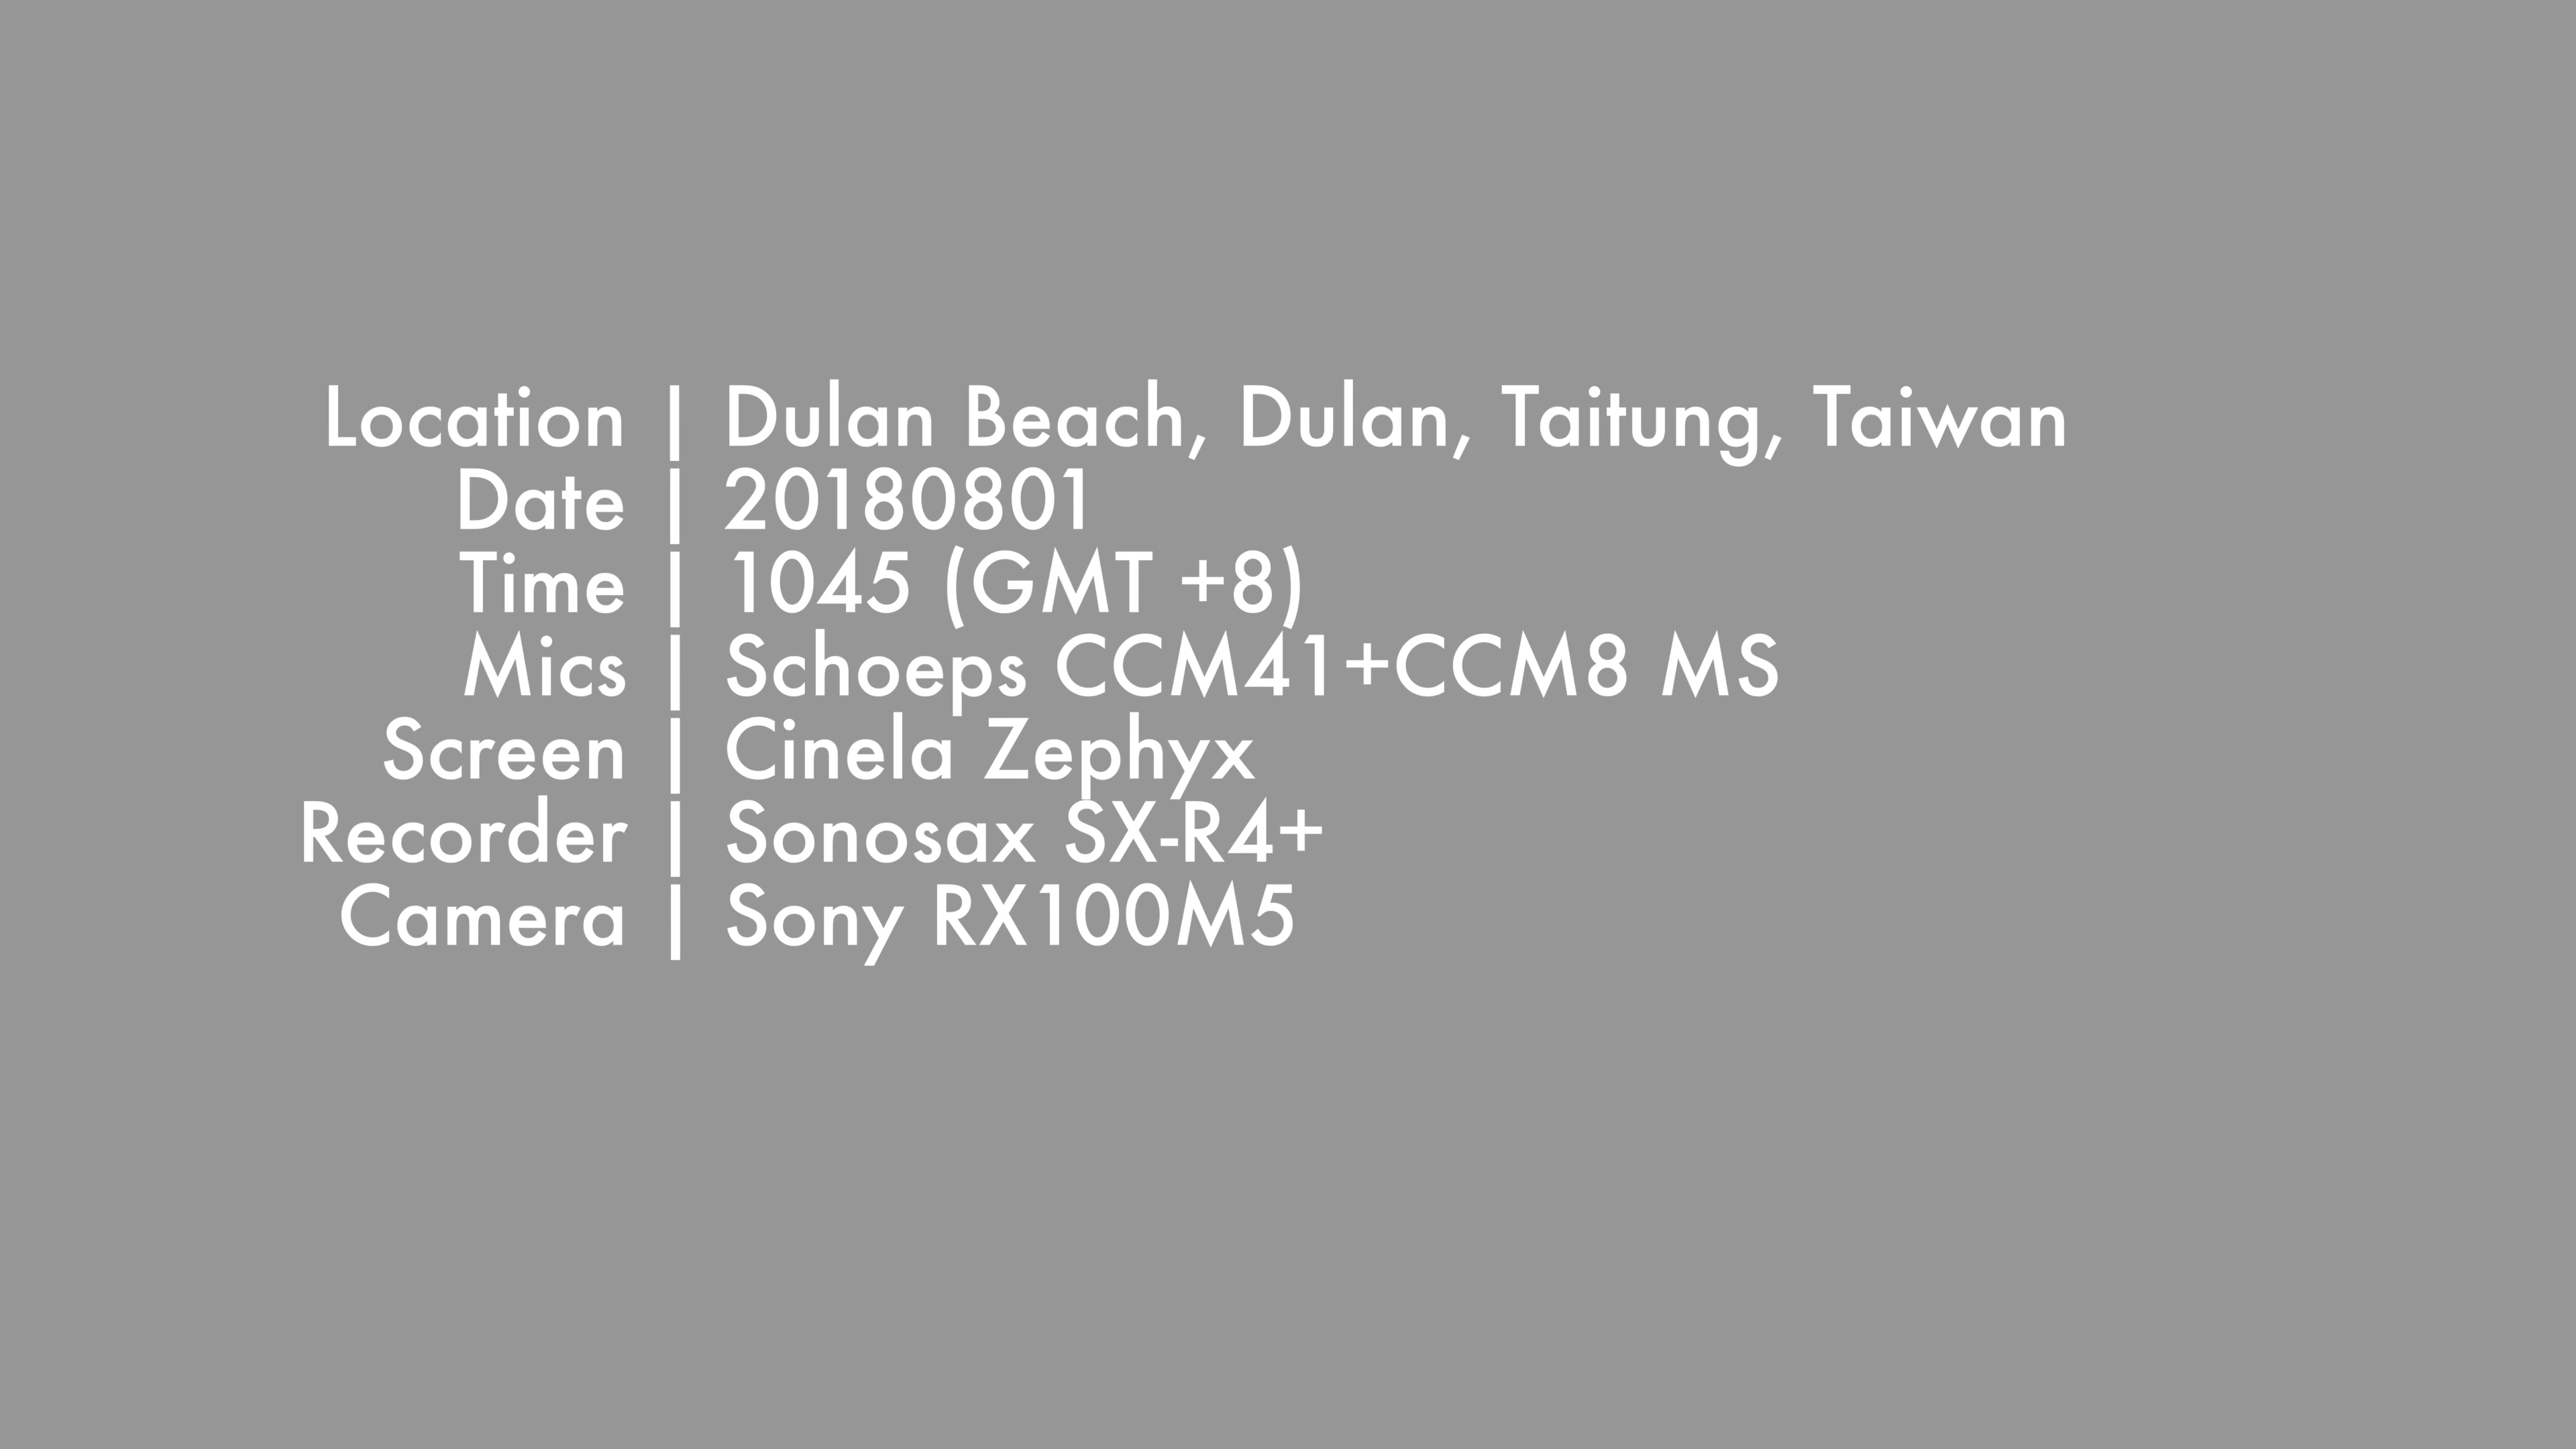 Location | Dulan Beach, Dulan, Taitung, Taiwan
Date | 20180801
Time | 1045 (GMT +8)
Mics | Schoeps CCM41+CCM8 MS
Screen | Cinela Zephyx
Recorder | Sonosax SX-R4+
Camera | Sony RX100M5